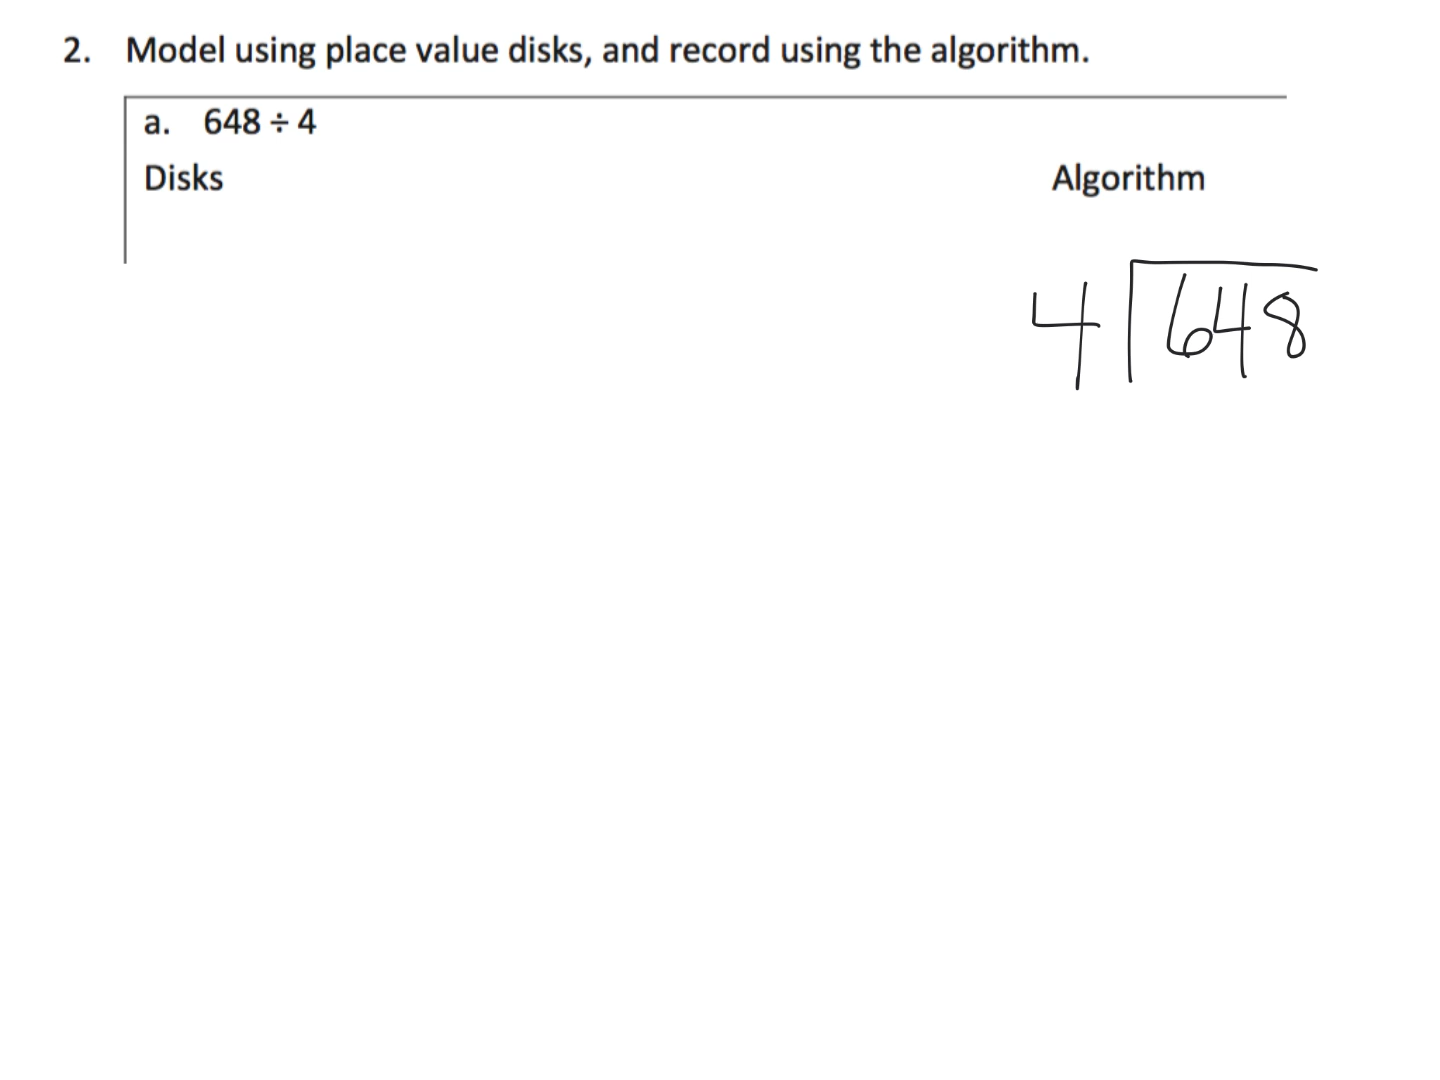 2. Model using place value disks, and record using the algorithm.
a. 648 ÷ 4
Disks
Algorithm
4 648